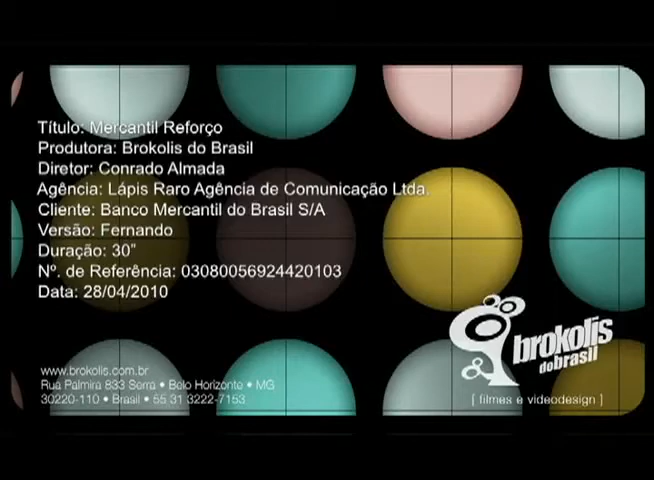 Título: Mercantil Reforço
Produtora: Brokolis do Brasil
Diretor: Conrado Almada
Agência: Lápis Raro Agência de Comunicação Ltda.
Cliente: Banco Mercantil do Brasil S/A
Versão: Fernando
Duração: 30”
Nº. de Referência: 03080056924420103
Data: 28/04/2010
www.brokolis.com.br
Rua Palmira 833 Serra • Belo Horizonte • MG
30220-110 • Brasil • 55 31 3222-7153
brokolis
do brasil
[ filmes e videodesign ]